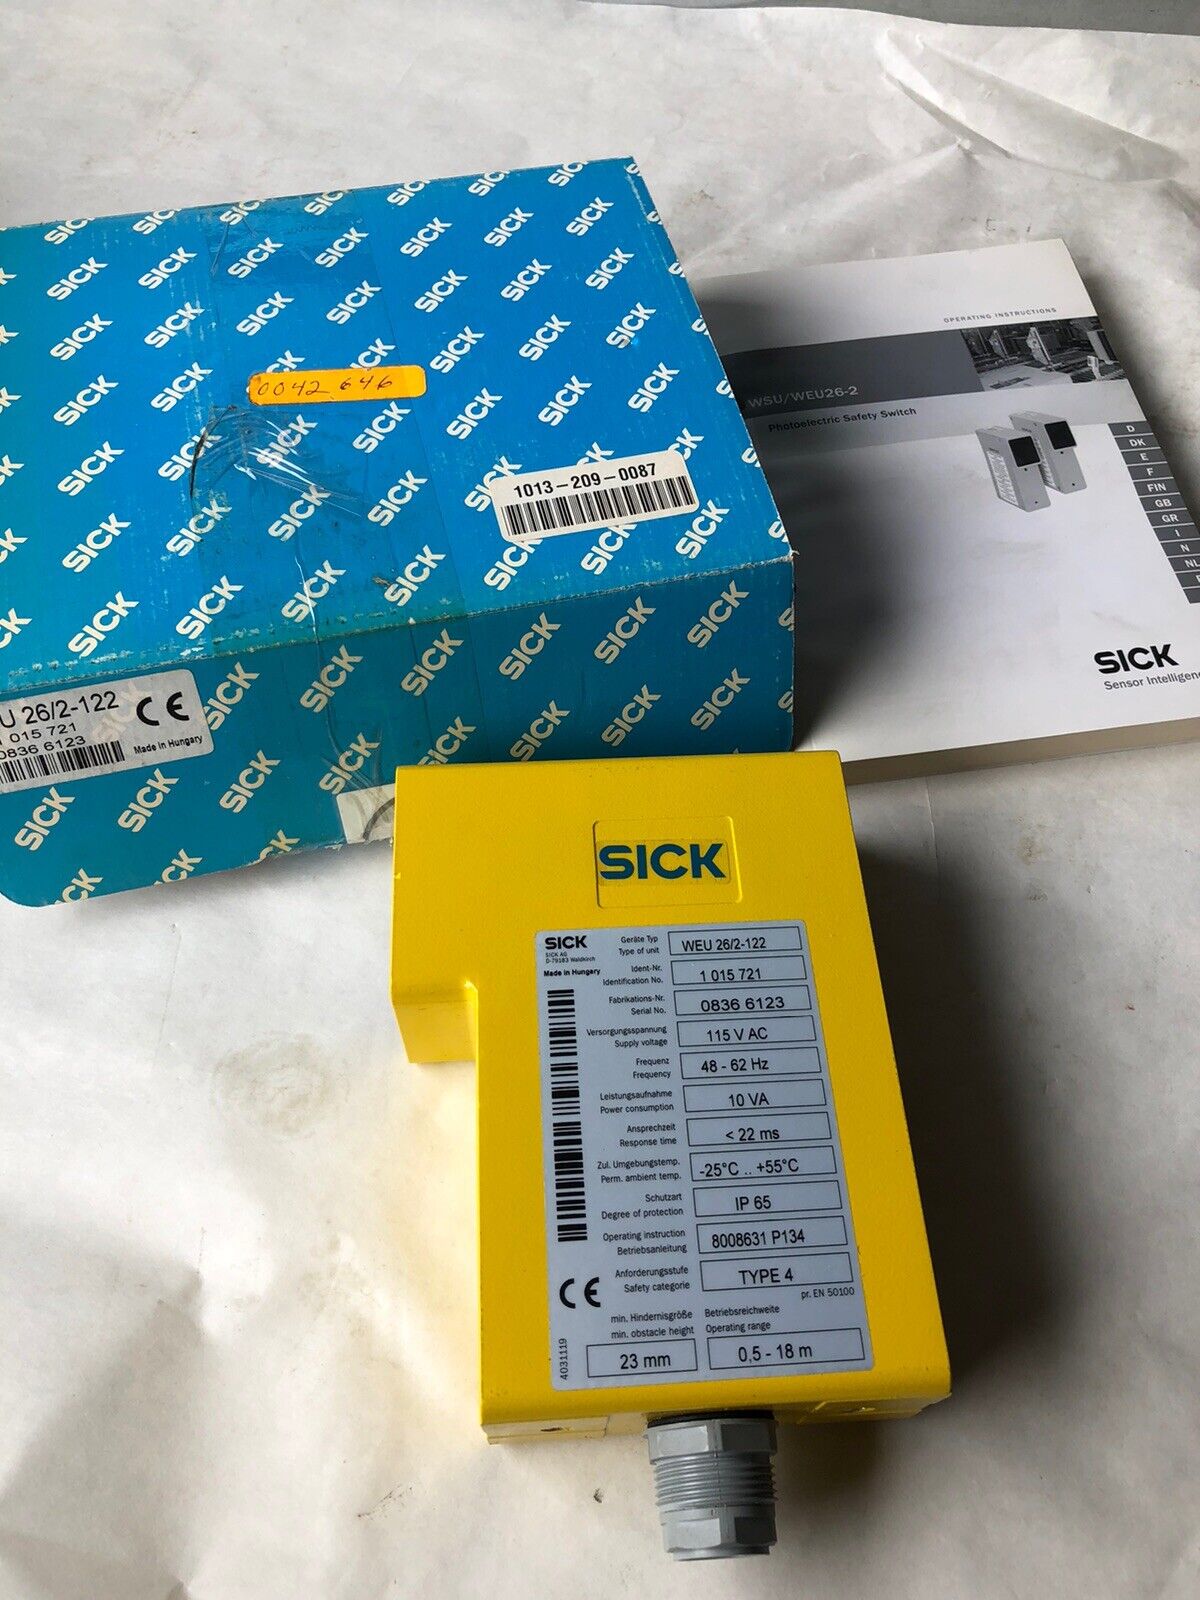 SICK
0042 646
1013-209-0087
U 26/2-122
1 015 721
0836 6123
CE
Made in Hungary
OPERATING INSTRUCTIONS
WSU/WEU26-2
Photoelectric Safety Switch
D
DK
E
F
FIN
GB
GR
I
N
NL
SICK
Sensor Intelligen
SICK
SICK
SICK AG
D-79183 Waldkirch
Made in Hungary
Geräte Typ
Type of unit
WEU 26/2-122
Ident-Nr.
Identification No.
1 015 721
Fabrikations-Nr.
Serial No.
0836 6123
Versorgungsspannung
Supply voltage
115 V AC
Frequenz
Frequency
48 - 62 Hz
Leistungsaufnahme
Power consumption
10 VA
Ansprechzeit
Response time
< 22 ms
Zul. Umgebungstemp.
Perm. ambient temp.
-25°C .. +55°C
Schutzart
Degree of protection
IP 65
Operating instruction
Betriebsanleitung
8008631 P134
Anforderungsstufe
Safety categorie
TYPE 4
pr. EN 50100
CE
min. Hindernisgröße
min. obstacle height
23 mm
Betriebsreichweite
Operating range
0,5 - 18 m
4031119